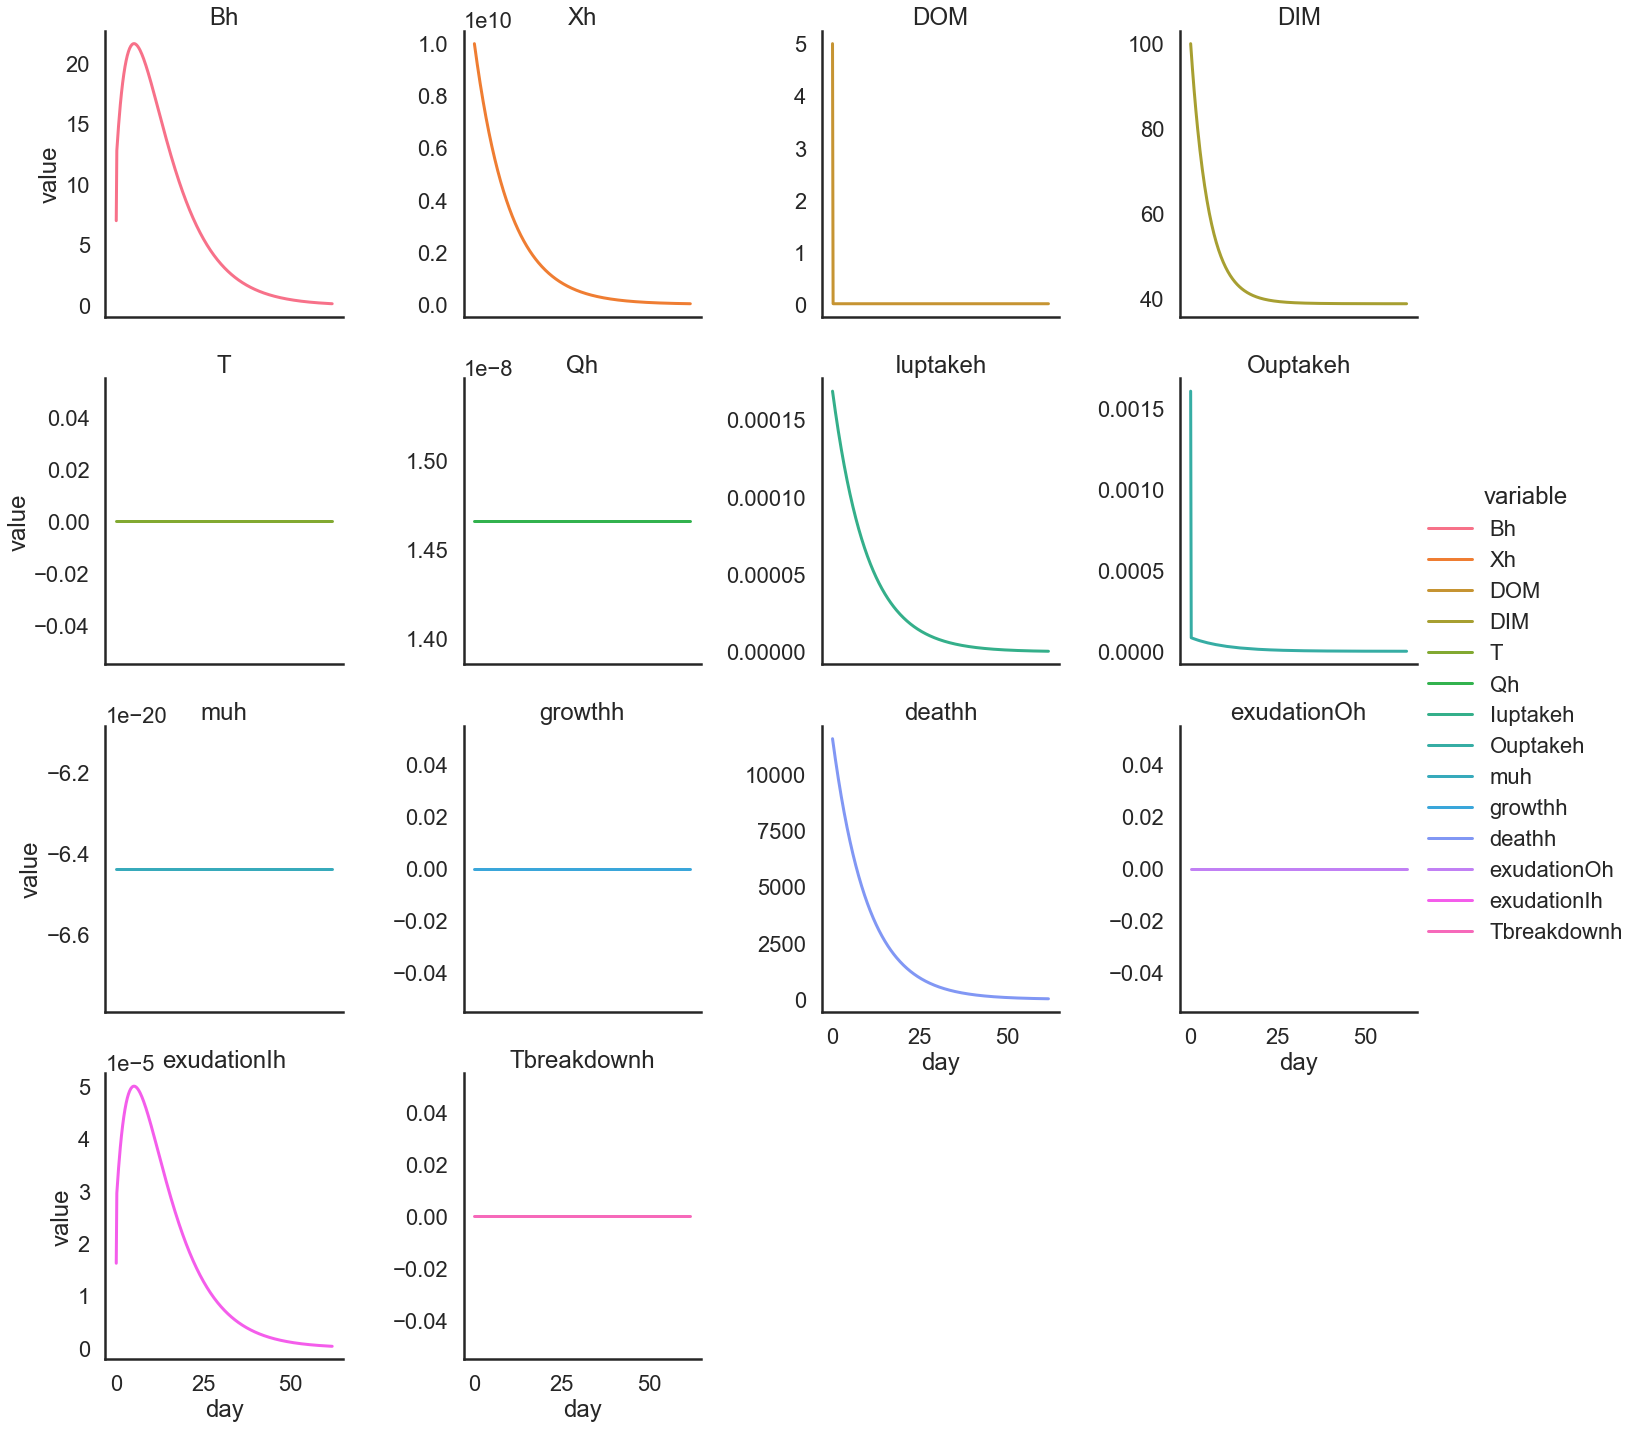 Bh
20
15
10
5
0
value
Xh
1e10
1.0
0.8
0.6
0.4
0.2
0.0
DOM
5
4
3
2
1
0
DIM
100
80
60
40
T
0.04
0.02
0.00
−0.02
−0.04
value
Qh
1e−8
1.50
1.45
1.40
Iuptakeh
0.00015
0.00010
0.00005
0.00000
Ouptakeh
0.0015
0.0010
0.0005
0.0000
variable
Bh
Xh
DOM
DIM
T
Qh
Iuptakeh
Ouptakeh
muh
growthh
deathh
exudationOh
exudationIh
Tbreakdownh
muh
1e−20
−6.2
−6.4
−6.6
value
growthh
0.04
0.02
0.00
−0.02
−0.04
deathh
10000
7500
5000
2500
0
0 25 50
day
exudationOh
0.04
0.02
0.00
−0.02
−0.04
0 25 50
day
exudationIh
1e−5
5
4
3
2
1
0
value
0 25 50
day
Tbreakdownh
0.04
0.02
0.00
−0.02
−0.04
0 25 50
day